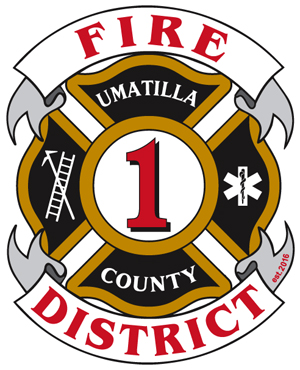 FIRE
UMATILLA
1
COUNTY
est. 2016
DISTRICT